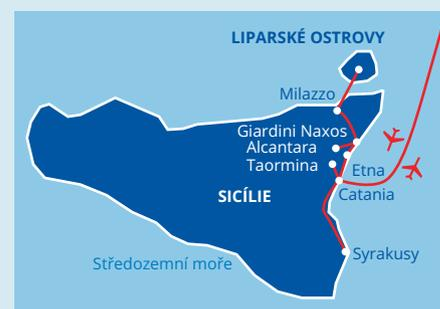 LIPARSKÉ OSTROVY
Milazzo
Giardini Naxos
Alcantara
Taormina
Etna
SICÍLIE
Catania
Syrakusy
Středozemní moře